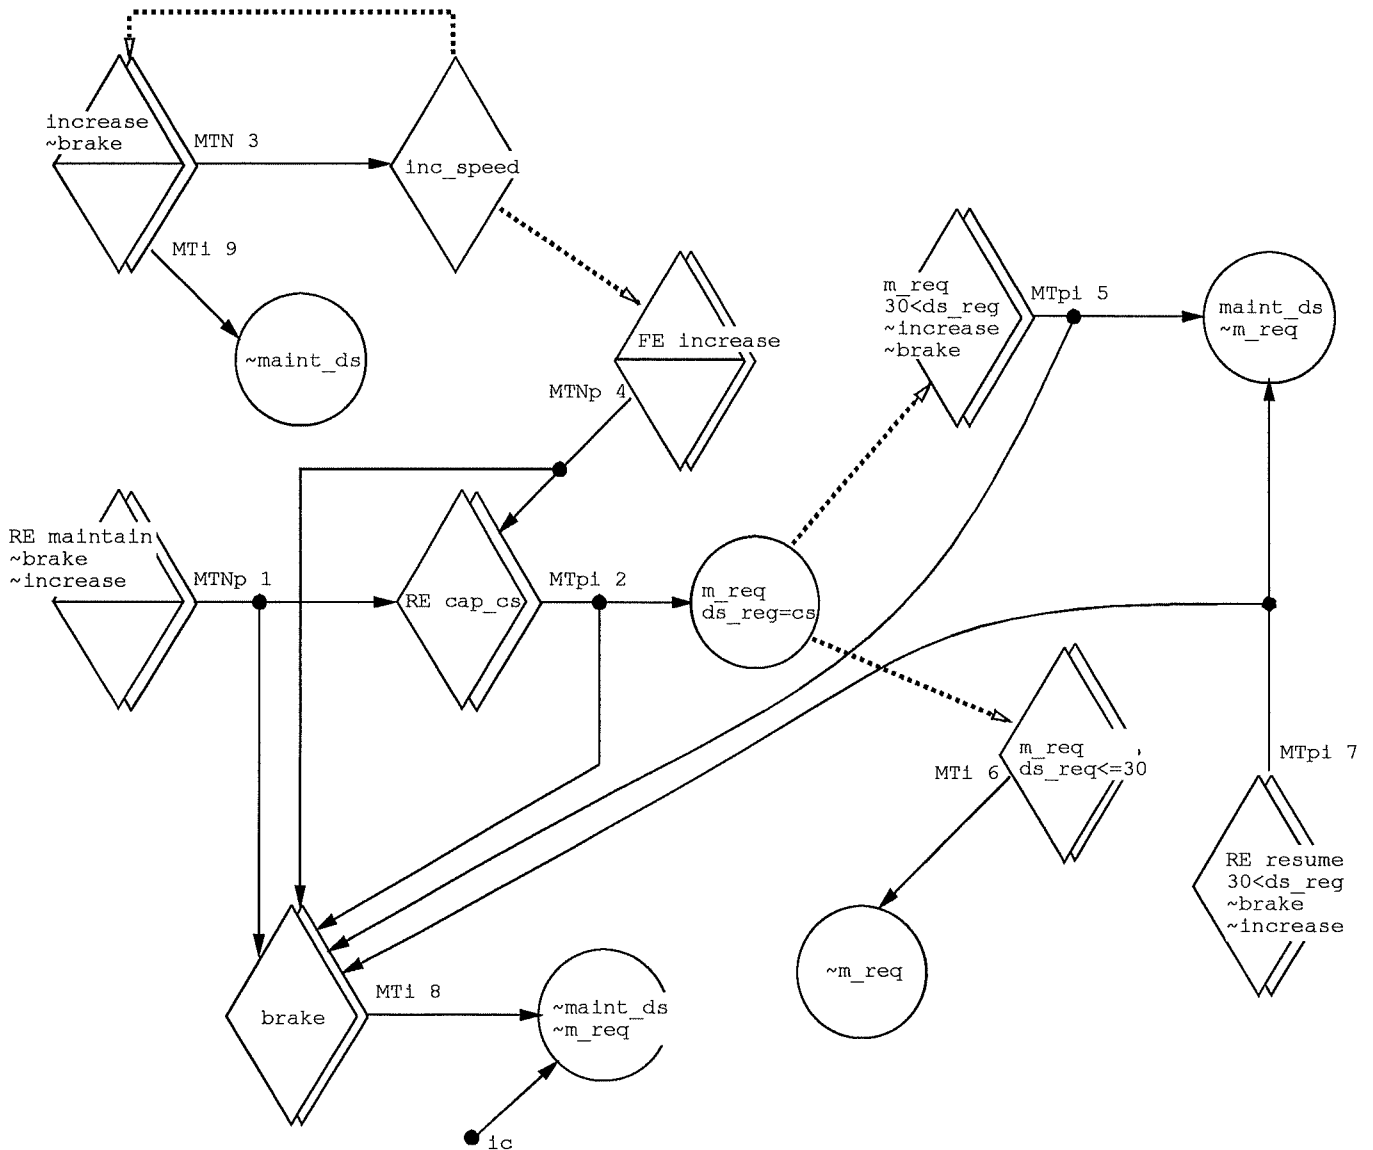 increase
~brake
MTN 3
inc_speed
MTi 9
~maint_ds
FE increase
MTNp 4
m_req
30<ds_reg
~increase
~brake
MTpi 5
maint_ds
~m_req
RE maintain
~brake
~increase
MTNp 1
RE cap_cs
MTpi 2
m_req
ds_reg=cs
m_req
ds_req<=30
MTi 6
MTpi 7
RE resume
30<ds_reg
~brake
~increase
~m_req
brake
MTi 8
~maint_ds
~m_req
ic